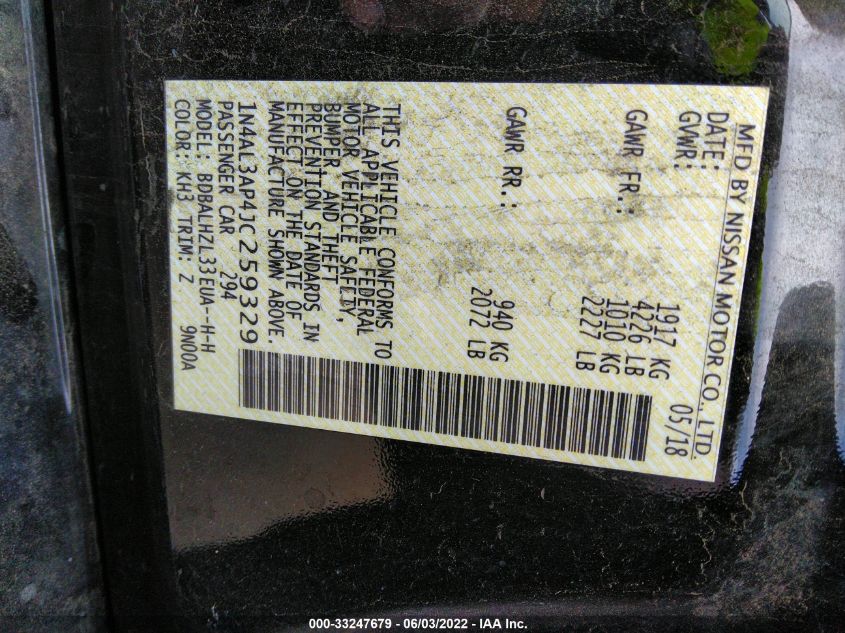 MFD BY NISSAN MOTOR CO., LTD.
DATE: 05/18
GVWR: 1917 KG
4226 LB
GAWR FR.: 1010 KG
2227 LB
GAWR RR.: 940 KG
2072 LB
THIS VEHICLE CONFORMS TO
ALL APPLICABLE FEDERAL
MOTOR VEHICLE SAFETY,
BUMPER AND THEFT
PREVENTION STANDARDS IN
EFFECT ON THE DATE OF
MANUFACTURE SHOWN ABOVE.
1N4AL3AP4JC259329
PASSENGER CAR 294
MODEL: BDBALHZL33EUA--H-H
COLOR: KH3 TRIM: Z 9N00A
000-33247679 - 06/03/2022 - IAA Inc.